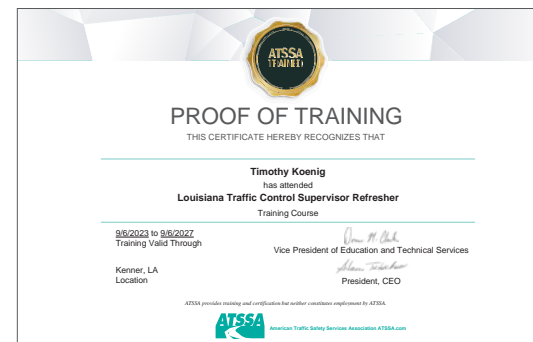 ATSSA
TRAINED
PROOF OF TRAINING
THIS CERTIFICATE HEREBY RECOGNIZES THAT
Timothy Koenig
has attended
Louisiana Traffic Control Supervisor Refresher
Training Course
9/6/2023 to 9/6/2027
Training Valid Through
Vice President of Education and Technical Services
Kenner, LA
Location
President, CEO
ATSSA provides training and certification but neither constitutes employment by ATSSA.
ATSSA
American Traffic Safety Services Association ATSSA.com